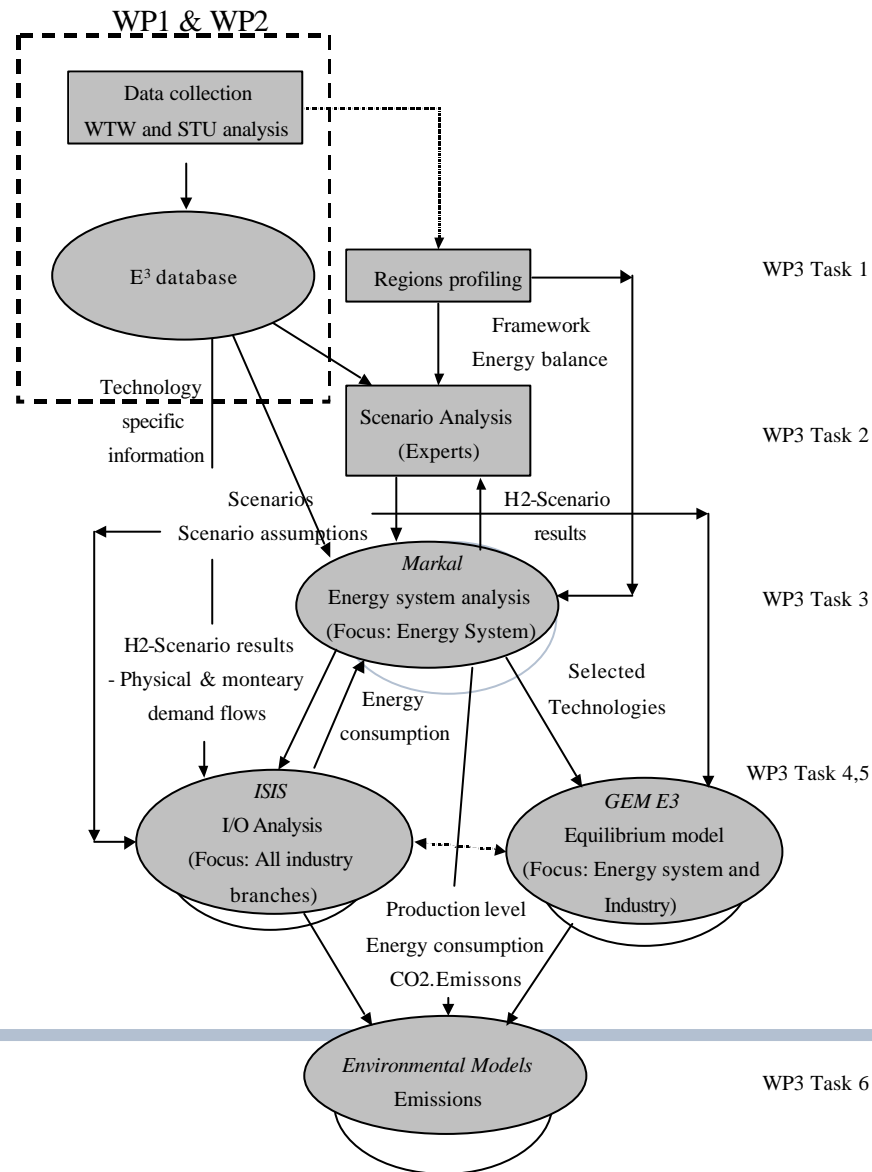 WP1 & WP2
Data collection
WTW and STU analysis
E³ database
Regions profiling
WP3 Task 1
Framework
Energy balance
Technology
specific
information
Scenario Analysis
(Experts)
WP3 Task 2
Scenarios
Scenario assumptions
H2-Scenario
results
Markal
Energy system analysis
(Focus: Energy System)
WP3 Task 3
H2-Scenario results
- Physical & monteary
demand flows
Energy
consumption
Selected
Technologies
WP3 Task 4,5
ISIS
I/O Analysis
(Focus: All industry
branches)
GEM E3
Equilibrium model
(Focus: Energy system and
Industry)
Production level
Energy consumption
CO2.Emissons
Environmental Models
Emissions
WP3 Task 6